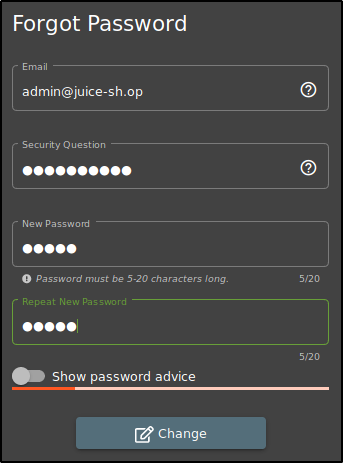 Forgot Password
Email
admin@juice-sh.op
Security Question
●●●●●●●●●●
New Password
●●●●●
Password must be 5-20 characters long. 5/20
Repeat New Password
●●●●●
5/20
Show password advice
Change